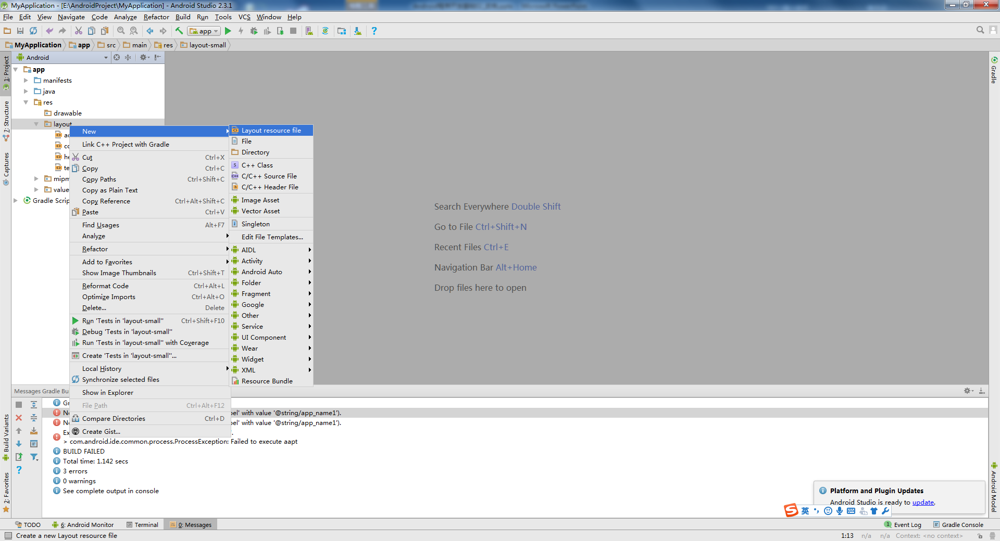 MyApplication - [E:\AndroidProject\MyApplication] - Android Studio 2.3.1
File Edit View Navigate Code Analyze Refactor Build Run Tools VCS Window Help
app
MyApplication app src main res layout-small
Android
app
manifests
java
res
drawable
layout
ac
co
he
te
mipm
value
Gradle Scrip
New
Link C++ Project with Gradle
Cut Ctrl+X
Copy Ctrl+C
Copy Paths Ctrl+Shift+C
Copy as Plain Text
Copy Reference Ctrl+Alt+Shift+C
Paste Ctrl+V
Find Usages Alt+F7
Analyze
Refactor
Add to Favorites
Show Image Thumbnails Ctrl+Shift+T
Reformat Code Ctrl+Alt+L
Optimize Imports Ctrl+Alt+O
Delete... Delete
Run 'Tests in 'layout-small'' Ctrl+Shift+F10
Debug 'Tests in 'layout-small''
Run 'Tests in 'layout-small'' with Coverage
Create 'Tests in 'layout-small''...
Local History
Synchronize selected files
Show in Explorer
File Path Ctrl+Alt+F12
Compare Directories Ctrl+D
Create Gist...
Layout resource file
File
Directory
C++ Class
C/C++ Source File
C/C++ Header File
Image Asset
Vector Asset
Singleton
Edit File Templates...
AIDL
Activity
Android Auto
Folder
Fragment
Google
Other
Service
UI Component
Wear
Widget
XML
Resource Bundle
Search Everywhere Double Shift
Go to File Ctrl+Shift+N
Recent Files Ctrl+E
Navigation Bar Alt+Home
Drop files here to open
1: Project
7: Structure
Captures
Build Variants
2: Favorites
Gradle
Android Model
Messages Gradle Bu
Gr
No
el' with value '@string/app_name1').
No
el' with value '@string/app_name1').
Ex
> com.android.ide.common.process.ProcessException: Failed to execute aapt
BUILD FAILED
Total time: 1.142 secs
3 errors
0 warnings
See complete output in console
Platform and Plugin Updates
Android Studio is ready to update.
英
TODO 6: Android Monitor Terminal 0: Messages 1 Event Log Gradle Console
Create a new Layout resource file 1:13 n/a n/a Context: <no context>